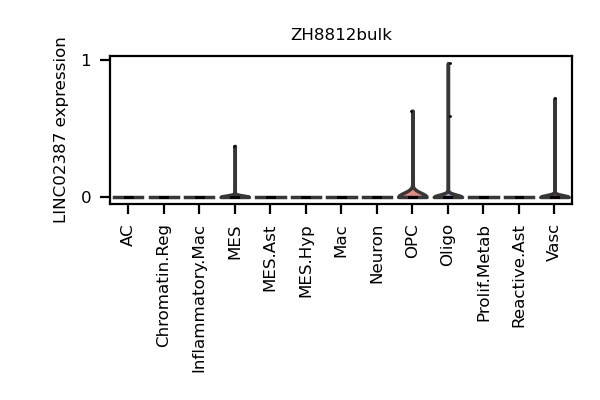 ZH8812bulk
LINC02387 expression
1
0
AC
Chromatin.Reg
Inflammatory.Mac
MES
MES.Ast
MES.Hyp
Mac
Neuron
OPC
Oligo
Prolif.Metab
Reactive.Ast
Vasc